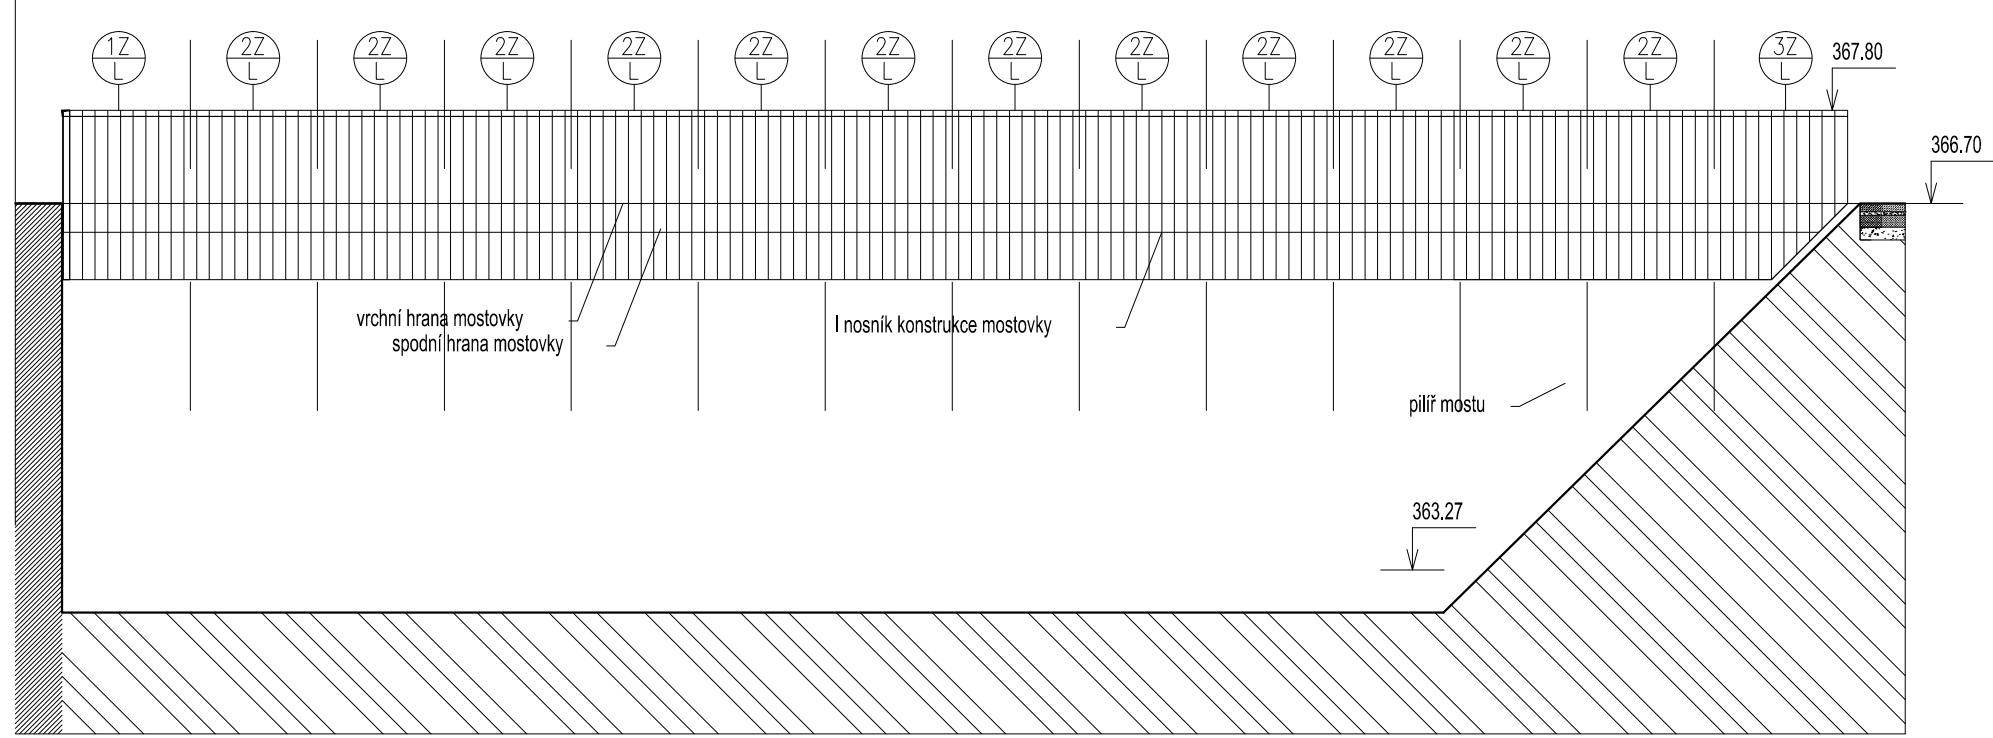 1Z 2Z 2Z 2Z 2Z 2Z 2Z 2Z 2Z 2Z 2Z 2Z 2Z 3Z
L L L L L L L L L L L L L L
367.80
366.70
vrchní hrana mostovky
spodní hrana mostovky
I nosník konstrukce mostovky
pilíř mostu
363.27